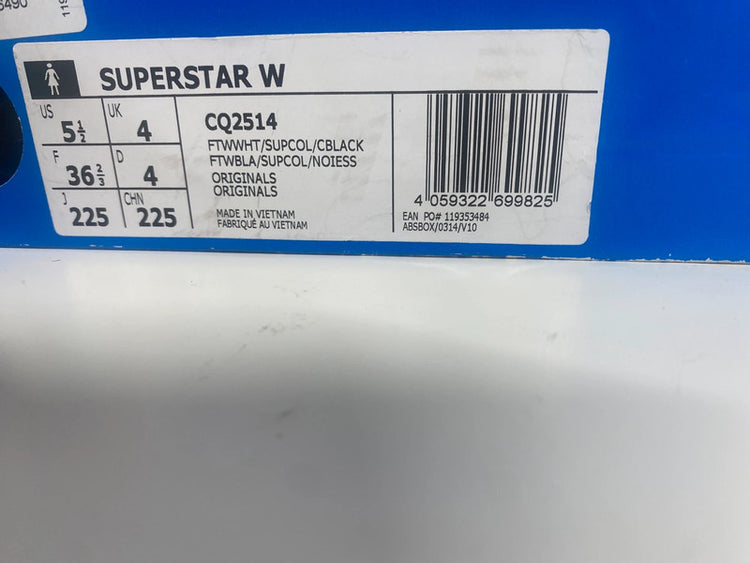 6490
SUPERSTAR W
US 5½ UK 4
F 36⅔ D 4
J 225 CHN 225
CQ2514
FTWWHT/SUPCOL/CBLACK
FTWBLA/SUPCOL/NOIESS
ORIGINALS
ORIGINALS
MADE IN VIETNAM
FABRIQUÉ AU VIETNAM
4 059322 699825
EAN PO# 119353484
ABSBOX/0314/V10